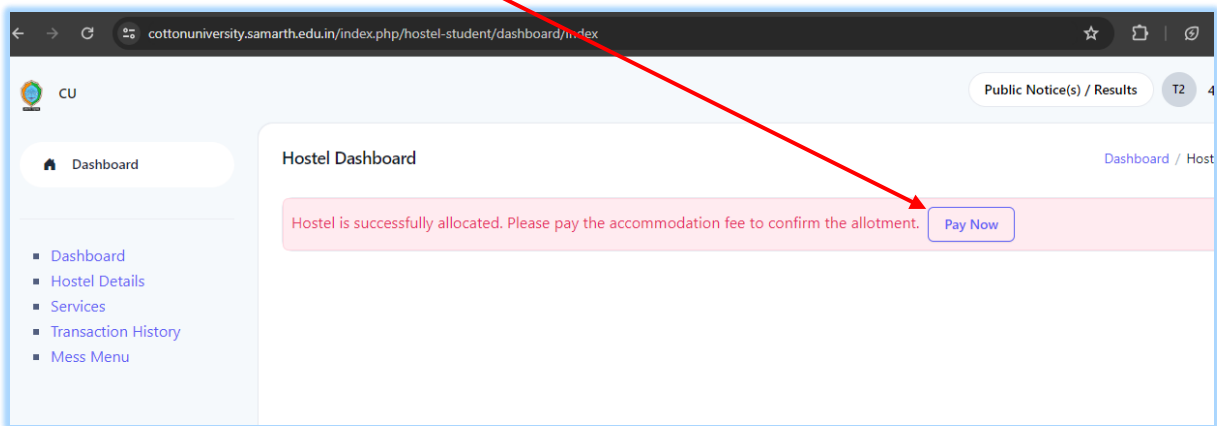 cottonuniversity.samarth.edu.in/index.php/hostel-student/dashboard/index
CU
Public Notice(s) / Results
T2
4
Dashboard
Hostel Dashboard
Dashboard / Host
Hostel is successfully allocated. Please pay the accommodation fee to confirm the allotment. Pay Now
Dashboard
Hostel Details
Services
Transaction History
Mess Menu